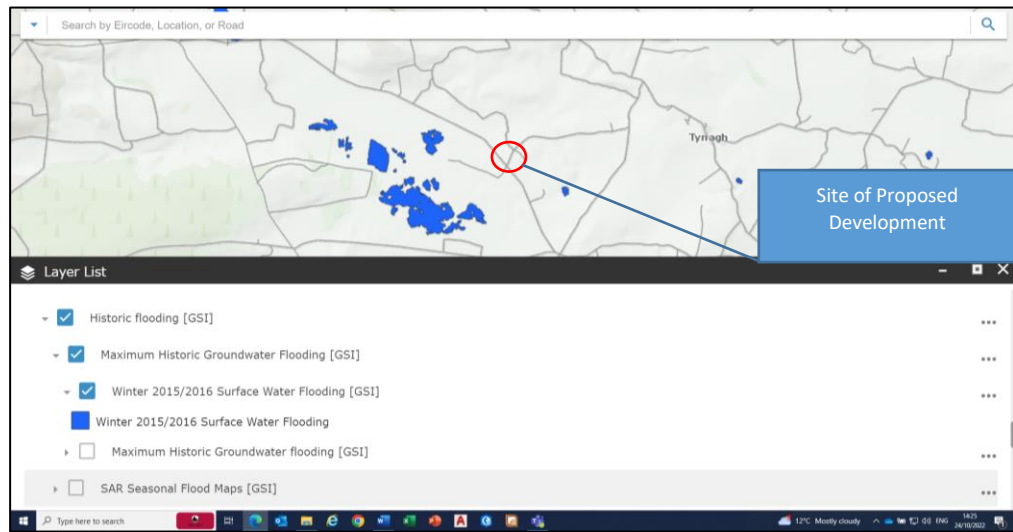 Search by Eircode, Location, or Road
Tynagh
Site of Proposed
Development
Layer List
Historic flooding [GSI]
Maximum Historic Groundwater Flooding [GSI]
Winter 2015/2016 Surface Water Flooding [GSI]
Winter 2015/2016 Surface Water Flooding
Maximum Historic Groundwater flooding [GSI]
SAR Seasonal Flood Maps [GSI]
Type here to search
12°C Mostly cloudy
ENG
14:25
24/10/2022